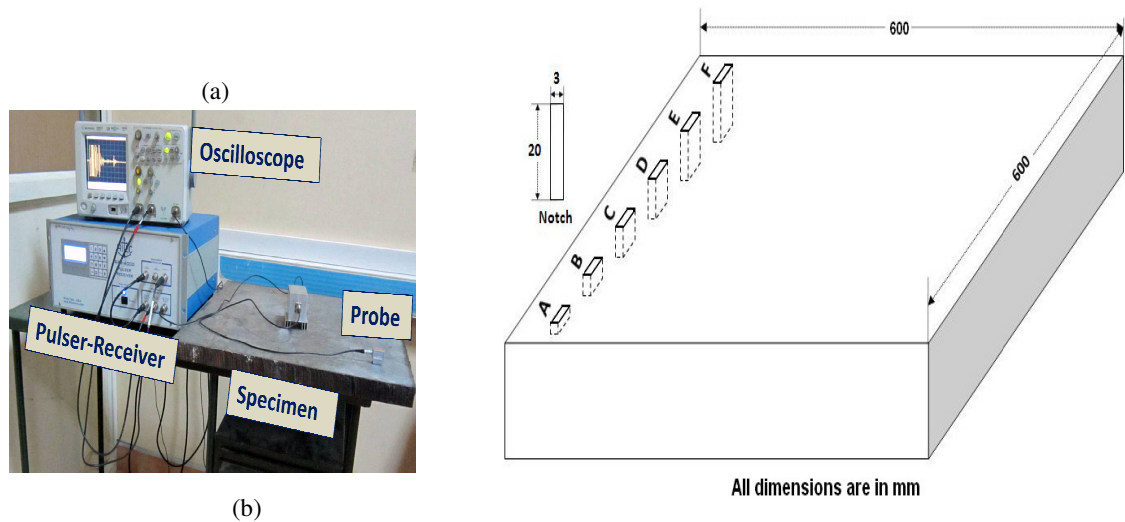 (a)
Oscilloscope
Probe
Pulser-Receiver
Specimen
(b)
600
3
20
Notch
A
B
C
D
E
F
600
All dimensions are in mm